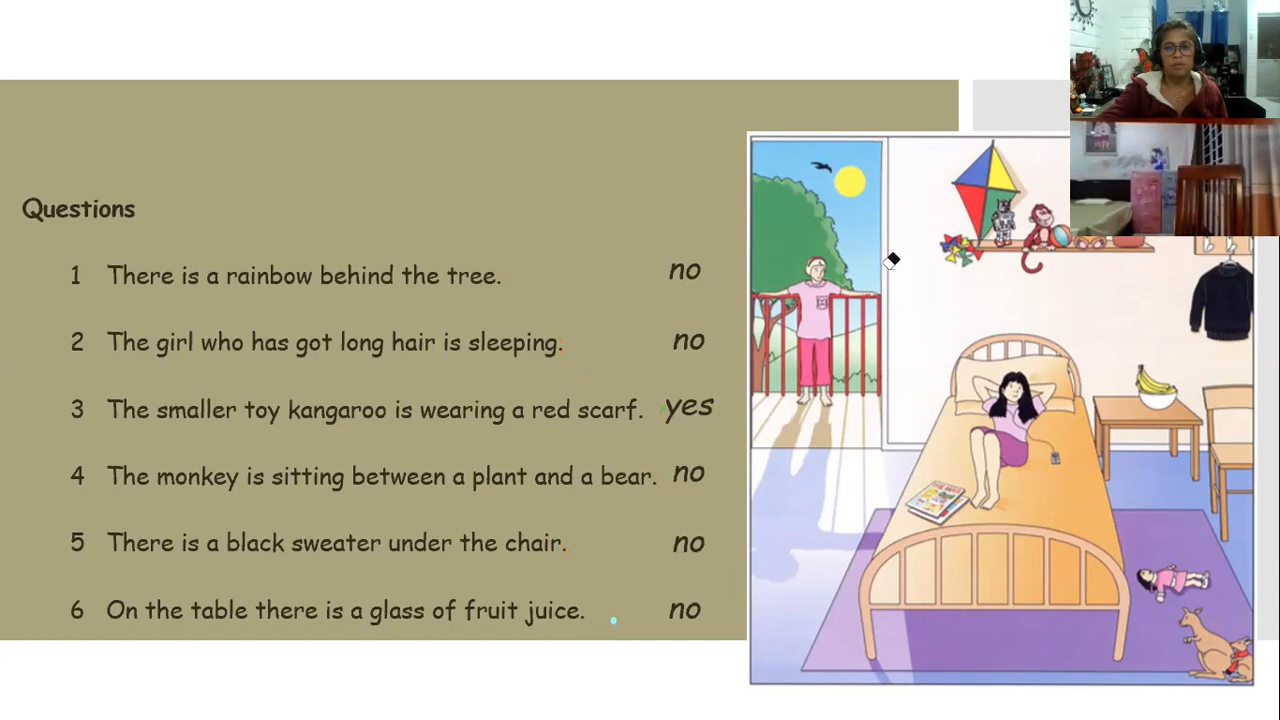 Questions
1 There is a rainbow behind the tree. no
2 The girl who has got long hair is sleeping. no
3 The smaller toy kangaroo is wearing a red scarf. yes
4 The monkey is sitting between a plant and a bear. no
5 There is a black sweater under the chair. no
6 On the table there is a glass of fruit juice. no